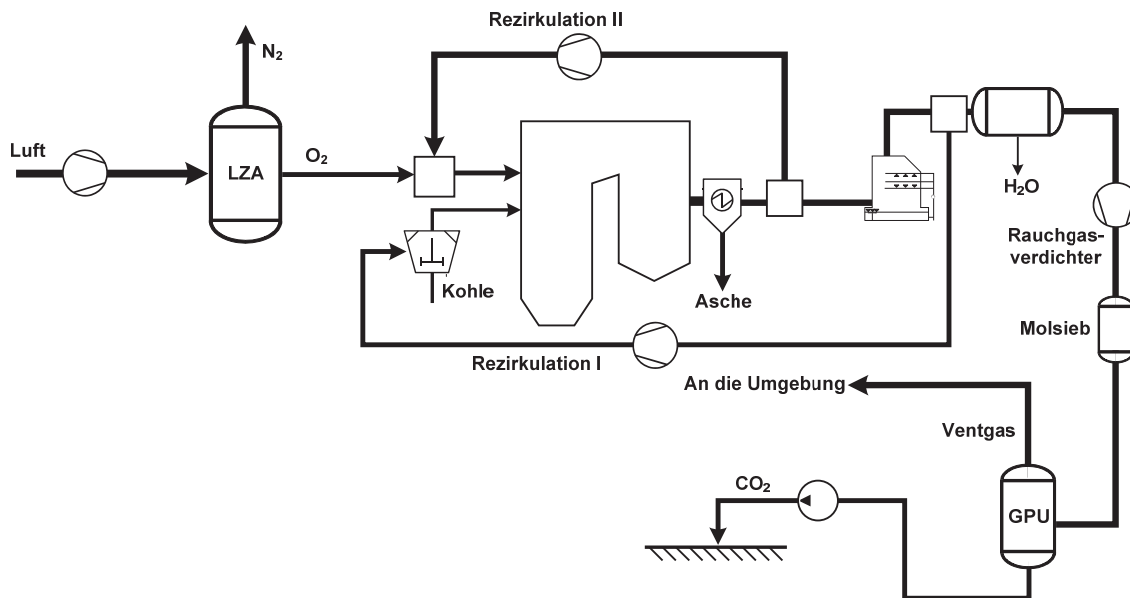 Rezirkulation II
N₂
Luft
LZA
O₂
H₂O
Kohle
Asche
Rauchgas-
verdichter
Molsieb
Rezirkulation I
An die Umgebung
Ventgas
CO₂
GPU